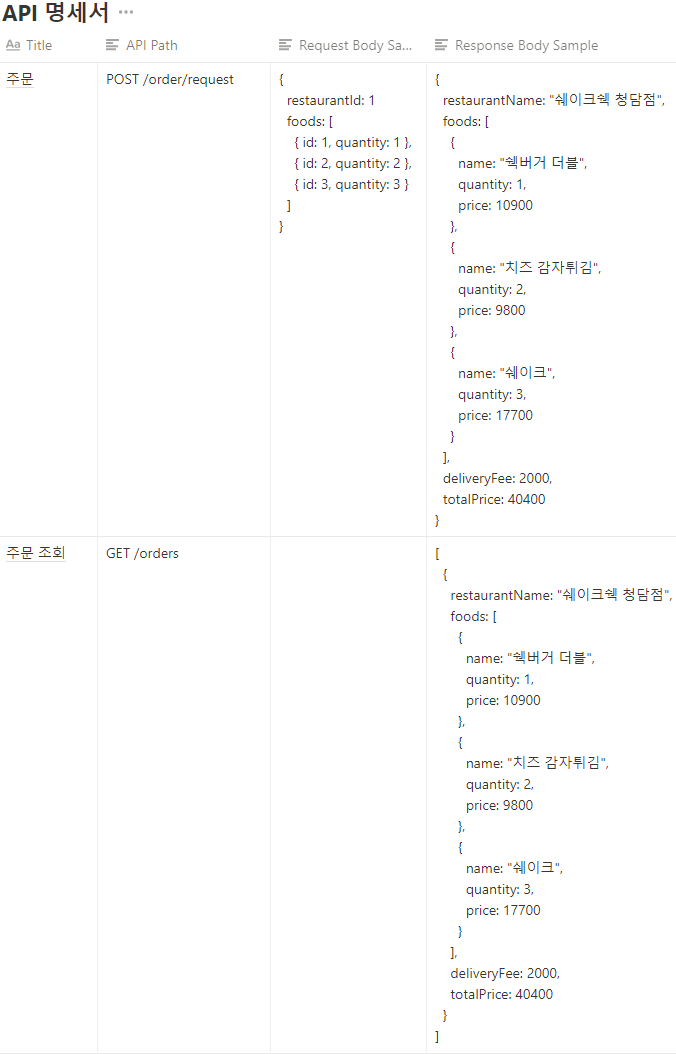 API 명세서 ···
Aa Title
API Path
Request Body Sa...
Response Body Sample
주문
POST /order/request
{
restaurantId: 1
foods: [
{ id: 1, quantity: 1 },
{ id: 2, quantity: 2 },
{ id: 3, quantity: 3 }
]
}
{
restaurantName: "쉐이크쉑 청담점",
foods: [
{
name: "쉑버거 더블",
quantity: 1,
price: 10900
},
{
name: "치즈 감자튀김",
quantity: 2,
price: 9800
},
{
name: "쉐이크",
quantity: 3,
price: 17700
}
],
deliveryFee: 2000,
totalPrice: 40400
}
주문 조회
GET /orders
[
{
restaurantName: "쉐이크쉑 청담점",
foods: [
{
name: "쉑버거 더블",
quantity: 1,
price: 10900
},
{
name: "치즈 감자튀김",
quantity: 2,
price: 9800
},
{
name: "쉐이크",
quantity: 3,
price: 17700
}
],
deliveryFee: 2000,
totalPrice: 40400
}
]